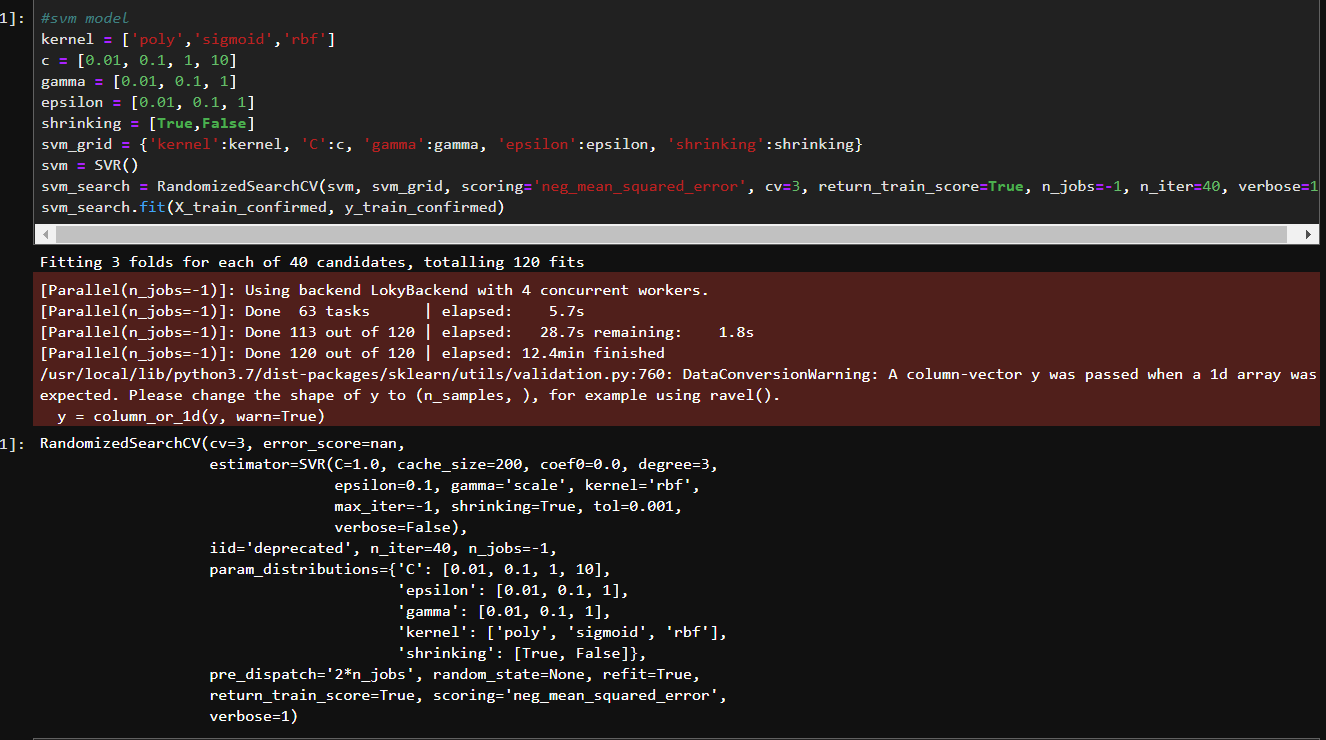 1]:
#svm model
kernel = ['poly','sigmoid','rbf']
c = [0.01, 0.1, 1, 10]
gamma = [0.01, 0.1, 1]
epsilon = [0.01, 0.1, 1]
shrinking = [True,False]
svm_grid = {'kernel':kernel, 'C':c, 'gamma':gamma, 'epsilon':epsilon, 'shrinking':shrinking}
svm = SVR()
svm_search = RandomizedSearchCV(svm, svm_grid, scoring='neg_mean_squared_error', cv=3, return_train_score=True, n_jobs=-1, n_iter=40, verbose=1
svm_search.fit(X_train_confirmed, y_train_confirmed)
Fitting 3 folds for each of 40 candidates, totalling 120 fits
[Parallel(n_jobs=-1)]: Using backend LokyBackend with 4 concurrent workers.
[Parallel(n_jobs=-1)]: Done  63 tasks      | elapsed:    5.7s
[Parallel(n_jobs=-1)]: Done 113 out of 120 | elapsed:   28.7s remaining:    1.8s
[Parallel(n_jobs=-1)]: Done 120 out of 120 | elapsed: 12.4min finished
/usr/local/lib/python3.7/dist-packages/sklearn/utils/validation.py:760: DataConversionWarning: A column-vector y was passed when a 1d array was
expected. Please change the shape of y to (n_samples, ), for example using ravel().
  y = column_or_1d(y, warn=True)
1]:
RandomizedSearchCV(cv=3, error_score=nan,
                   estimator=SVR(C=1.0, cache_size=200, coef0=0.0, degree=3,
                                 epsilon=0.1, gamma='scale', kernel='rbf',
                                 max_iter=-1, shrinking=True, tol=0.001,
                                 verbose=False),
                   iid='deprecated', n_iter=40, n_jobs=-1,
                   param_distributions={'C': [0.01, 0.1, 1, 10],
                                        'epsilon': [0.01, 0.1, 1],
                                        'gamma': [0.01, 0.1, 1],
                                        'kernel': ['poly', 'sigmoid', 'rbf'],
                                        'shrinking': [True, False]},
                   pre_dispatch='2*n_jobs', random_state=None, refit=True,
                   return_train_score=True, scoring='neg_mean_squared_error',
                   verbose=1)